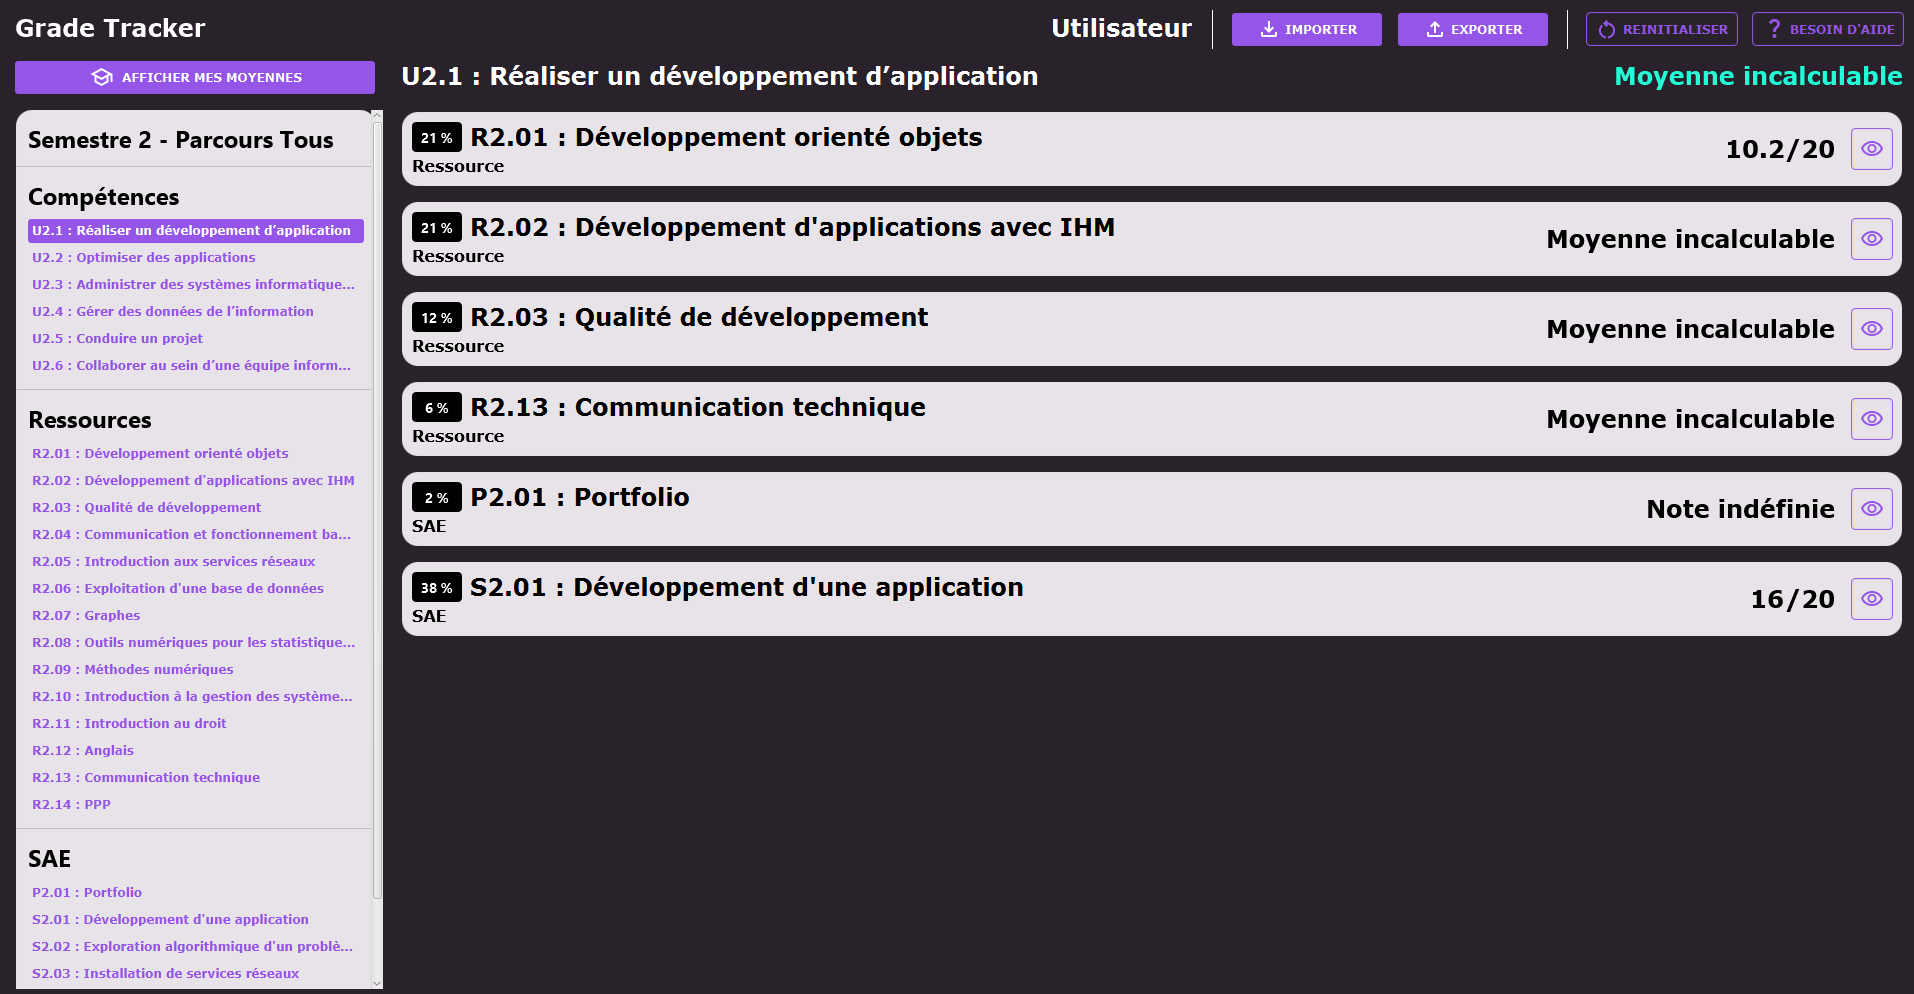 Grade Tracker
Utilisateur
IMPORTER
EXPORTER
REINITIALISER
BESOIN D'AIDE
AFFICHER MES MOYENNES
Semestre 2 - Parcours Tous
Compétences
U2.1 : Réaliser un développement d’application
U2.2 : Optimiser des applications
U2.3 : Administrer des systèmes informatique...
U2.4 : Gérer des données de l’information
U2.5 : Conduire un projet
U2.6 : Collaborer au sein d’une équipe inform...
Ressources
R2.01 : Développement orienté objets
R2.02 : Développement d'applications avec IHM
R2.03 : Qualité de développement
R2.04 : Communication et fonctionnement ba...
R2.05 : Introduction aux services réseaux
R2.06 : Exploitation d'une base de données
R2.07 : Graphes
R2.08 : Outils numériques pour les statistique...
R2.09 : Méthodes numériques
R2.10 : Introduction à la gestion des système...
R2.11 : Introduction au droit
R2.12 : Anglais
R2.13 : Communication technique
R2.14 : PPP
SAE
P2.01 : Portfolio
S2.01 : Développement d'une application
S2.02 : Exploration algorithmique d'un problè...
S2.03 : Installation de services réseaux
U2.1 : Réaliser un développement d’application
Moyenne incalculable
21 % R2.01 : Développement orienté objets
Ressource
10.2/20
21 % R2.02 : Développement d'applications avec IHM
Ressource
Moyenne incalculable
12 % R2.03 : Qualité de développement
Ressource
Moyenne incalculable
6 % R2.13 : Communication technique
Ressource
Moyenne incalculable
2 % P2.01 : Portfolio
SAE
Note indéfinie
38 % S2.01 : Développement d'une application
SAE
16/20